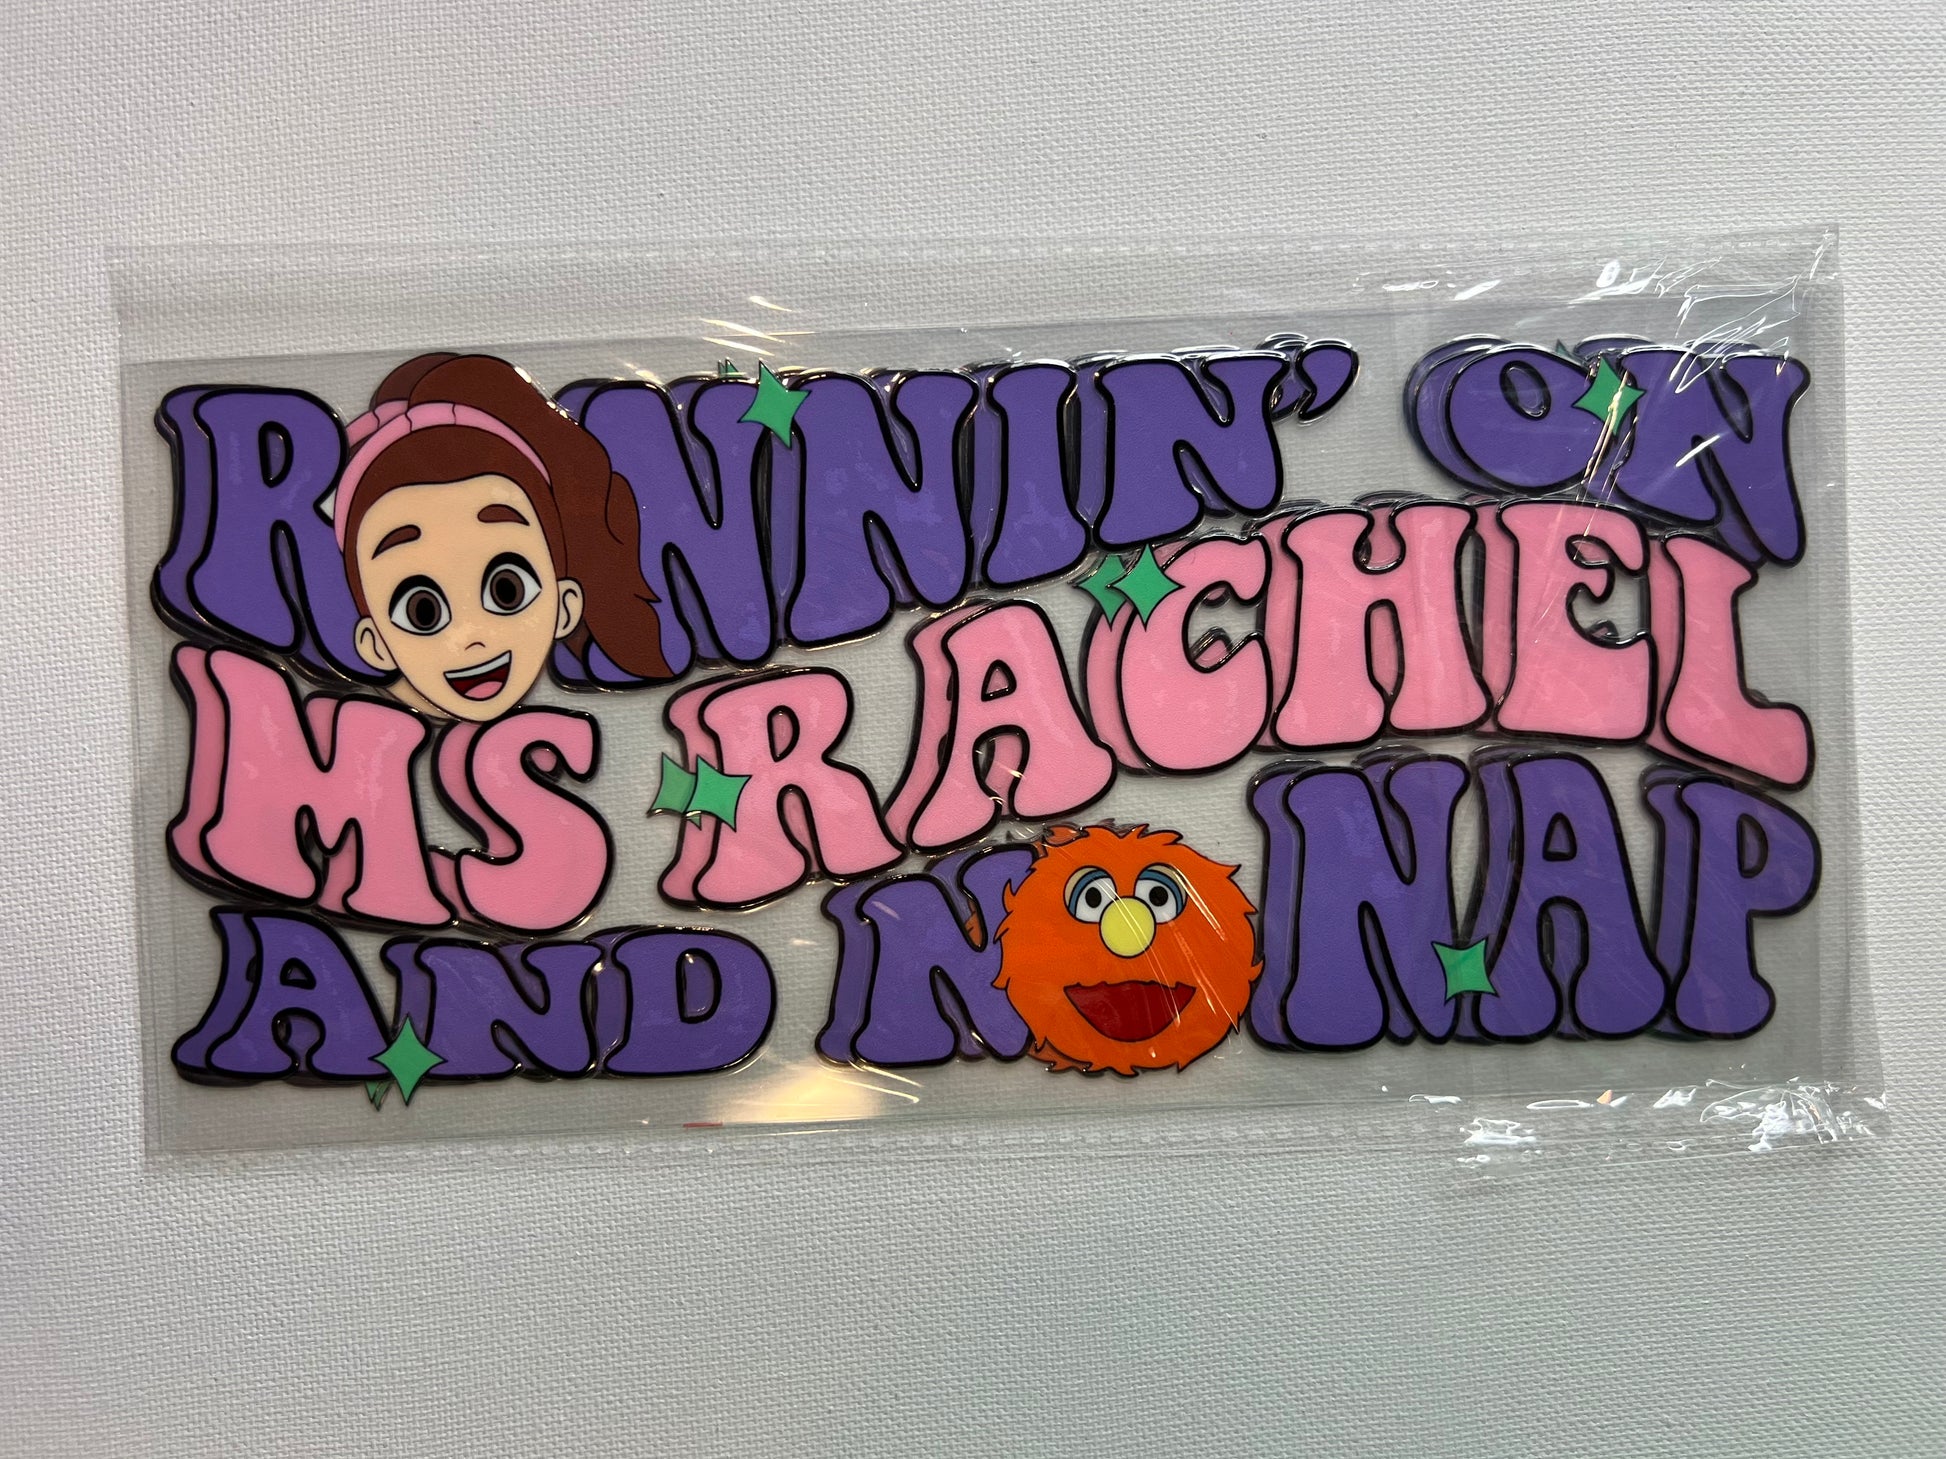 RUNNIN' ON
MS RACHEL
AND NO NAP